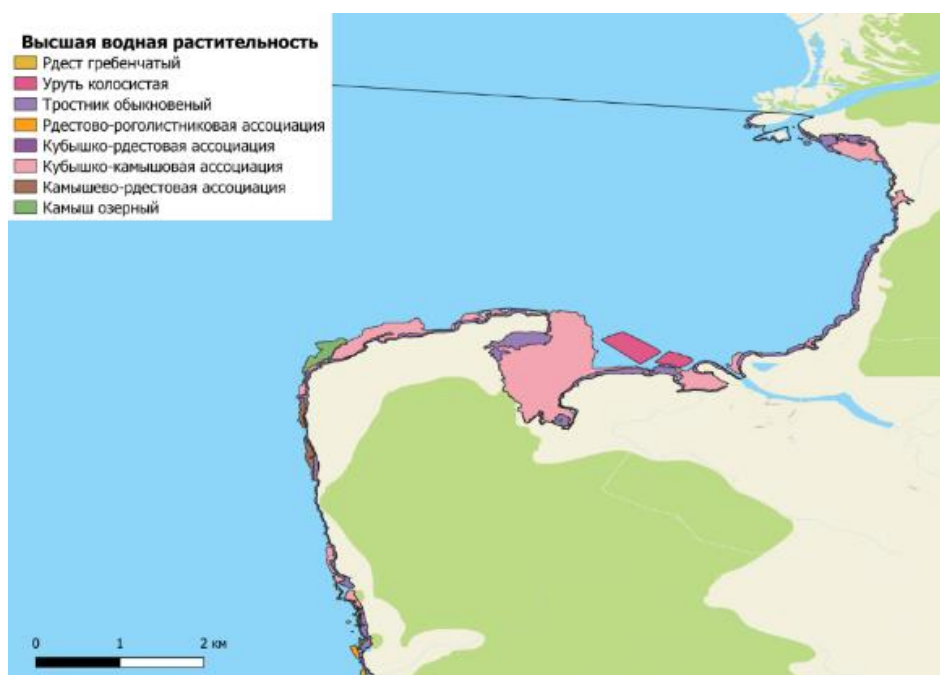 Высшая водная растительность
Рдест гребенчатый
Уруть колосистая
Тростник обыкновеный
Рдестово-роголистниковая ассоциация
Кубышко-рдестовая ассоциация
Кубышко-камышовая ассоциация
Камышево-рдестовая ассоциация
Камыш озерный
0 1 2 км